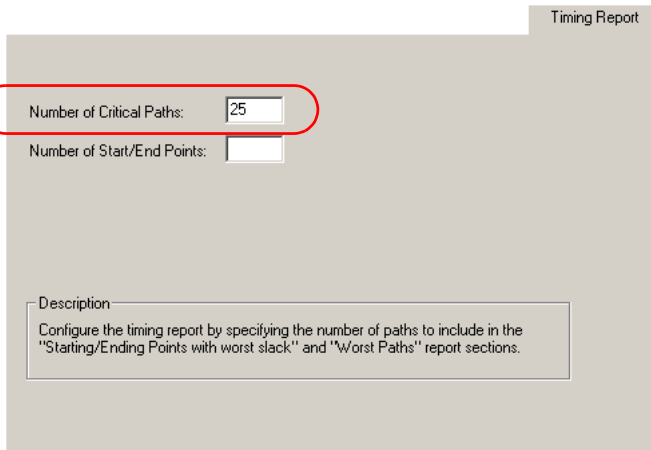 Timing Report
Number of Critical Paths: 25
Number of Start/End Points:
Description
Configure the timing report by specifying the number of paths to include in the
"Starting/Ending Points with worst slack" and "Worst Paths" report sections.